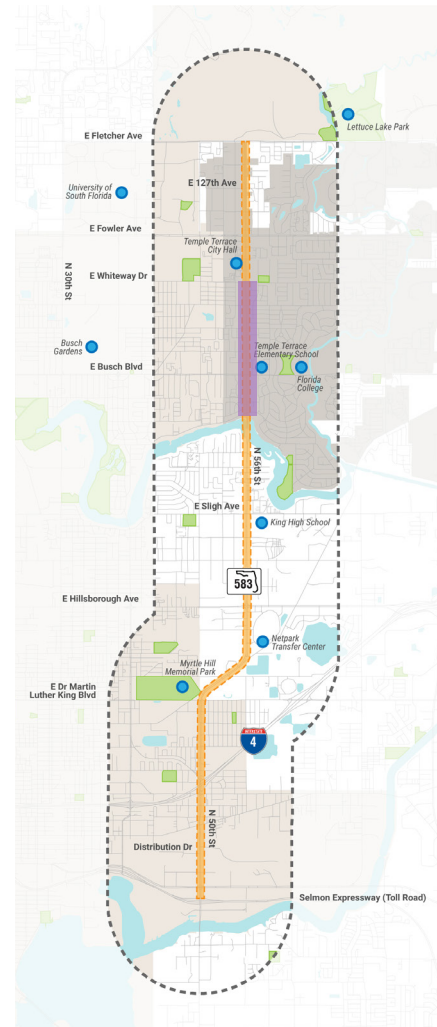 Lettuce Lake Park
E Fletcher Ave
E 127th Ave
University of
South Florida
E Fowler Ave
Temple Terrace
City Hall
N 30th St
E Whiteway Dr
Busch
Gardens
Temple Terrace
Elementary School
E Busch Blvd
Florida
College
N 56th St
E Sligh Ave
King High School
583
E Hillsborough Ave
Netpark
Transfer Center
Myrtle Hill
Memorial Park
E Dr Martin
Luther King Blvd
INTERSTATE
4
N 50th St
Distribution Dr
Selmon Expressway (Toll Road)